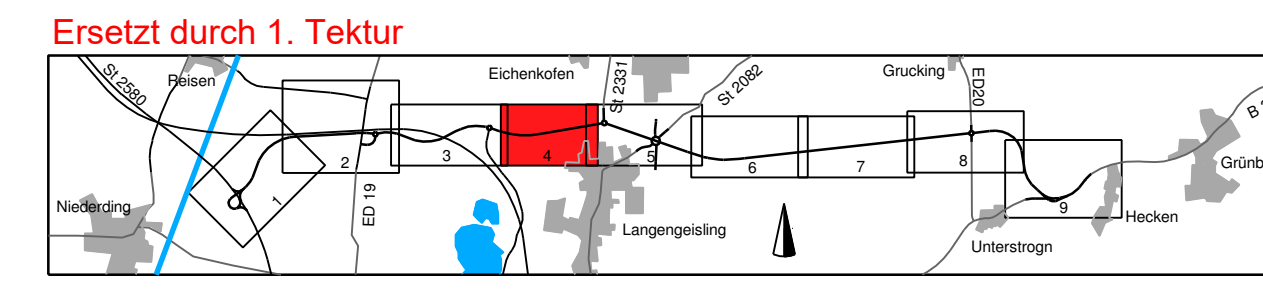 Ersetzt durch 1. Tektur
Reisen
St 2580
Eichenkofen
St 2331
St 2082
Grucking
ED20
B
Grünb
Niederding
1
2
ED 19
3
4
5
6
7
8
9
Langengeisling
Unterstrogn
Hecken